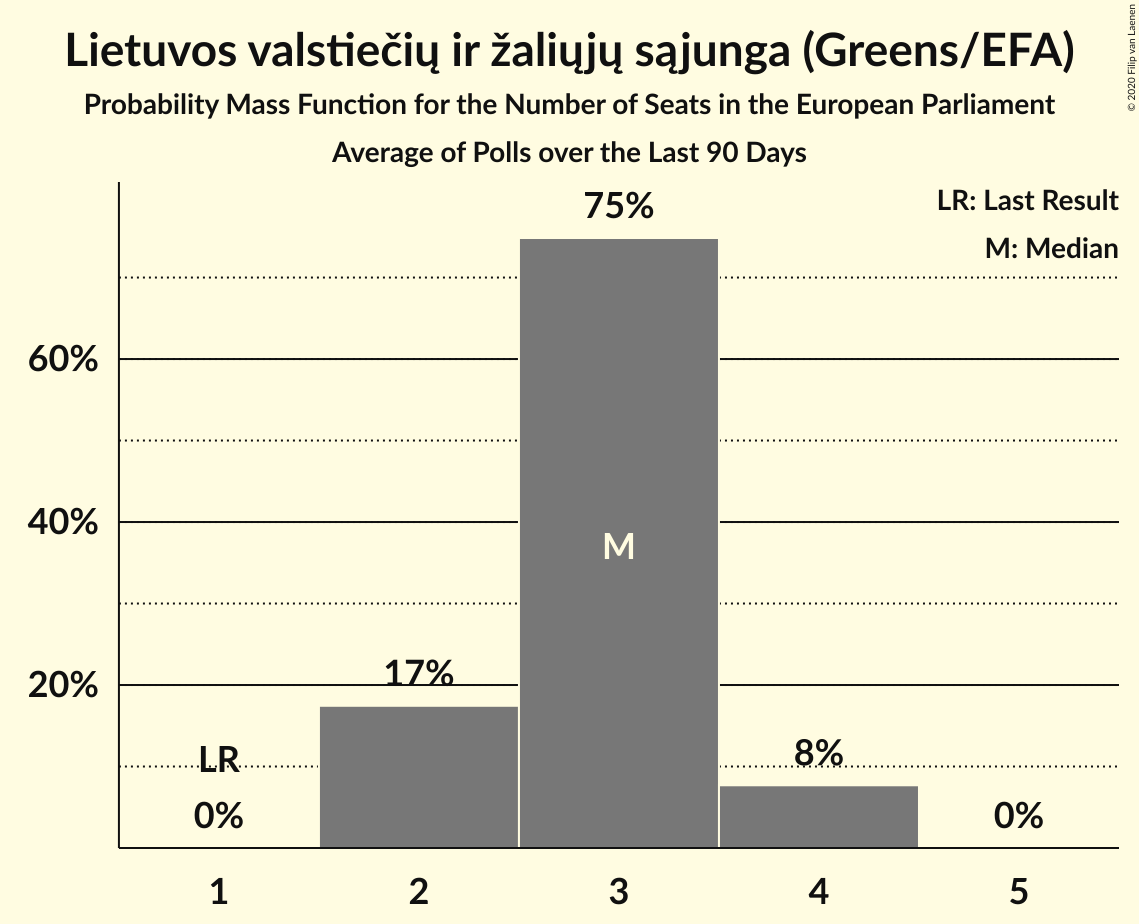 Lietuvos valstiečių ir žaliųjų sąjunga (Greens/EFA)
Probability Mass Function for the Number of Seats in the European Parliament
Average of Polls over the Last 90 Days
© 2020 Filip van Laenen
LR: Last Result
M: Median
75%
60%
40%
M
20%
17%
LR
8%
0%
0%
1 2 3 4 5